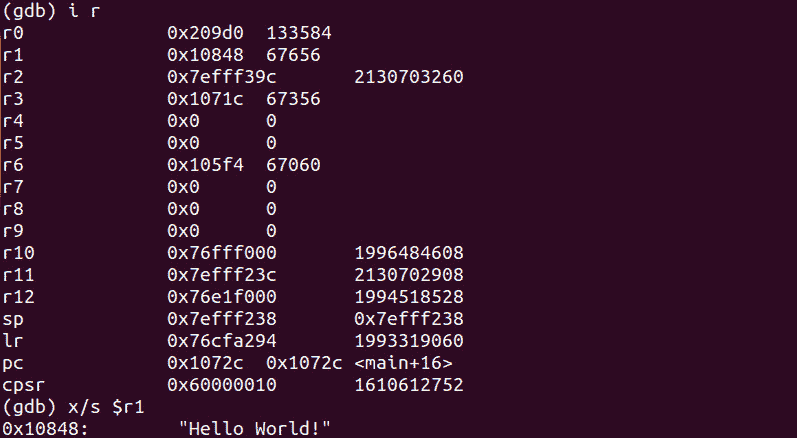 (gdb) i r
r0 0x209d0 133584
r1 0x10848 67656
r2 0x7efff39c 2130703260
r3 0x1071c 67356
r4 0x0 0
r5 0x0 0
r6 0x105f4 67060
r7 0x0 0
r8 0x0 0
r9 0x0 0
r10 0x76fff000 1996484608
r11 0x7efff23c 2130702908
r12 0x76e1f000 1994518528
sp 0x7efff238 0x7efff238
lr 0x76cfa294 1993319060
pc 0x1072c 0x1072c <main+16>
cpsr 0x60000010 1610612752
(gdb) x/s $r1
0x10848: "Hello World!"